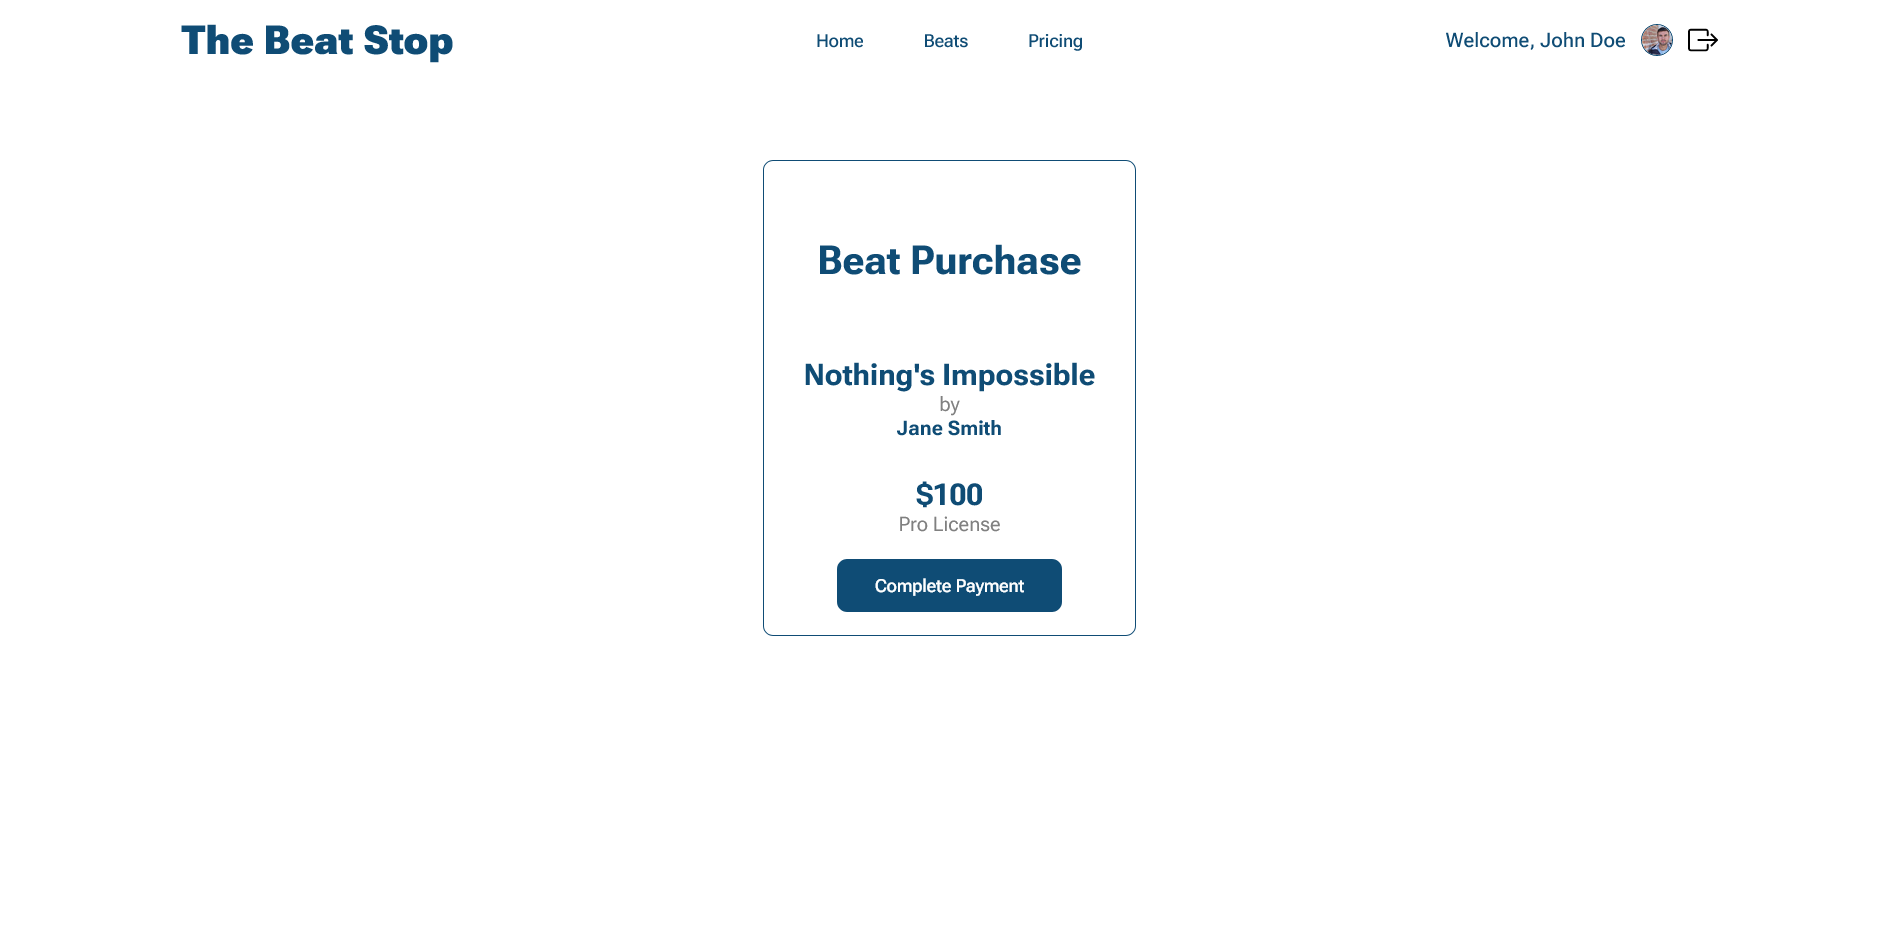 The Beat Stop
Home Beats Pricing
Welcome, John Doe
Beat Purchase
Nothing's Impossible
by
Jane Smith
$100
Pro License
Complete Payment